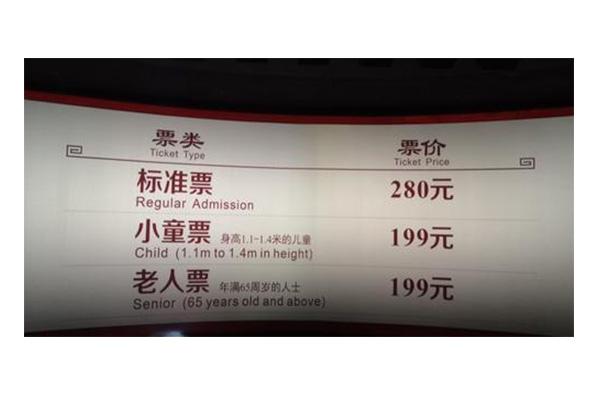 票类 票价
Ticket Type Ticket Price
标准票 280元
Regular Admission
小童票 身高1.1-1.4米的儿童 199元
Child (1.1m to 1.4m in height)
老人票 年满65周岁的人士 199元
Senior (65 years old and above)